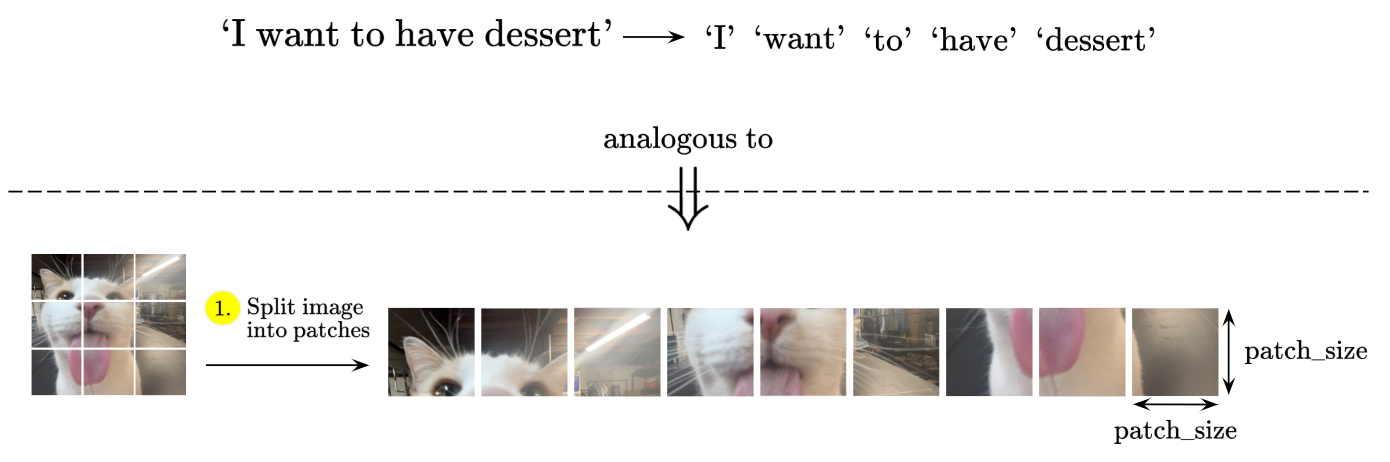 ‘I want to have dessert’ ‘I’ ‘want’ ‘to’ ‘have’ ‘dessert’
analogous to
1. Split image
into patches
patch_size
patch_size